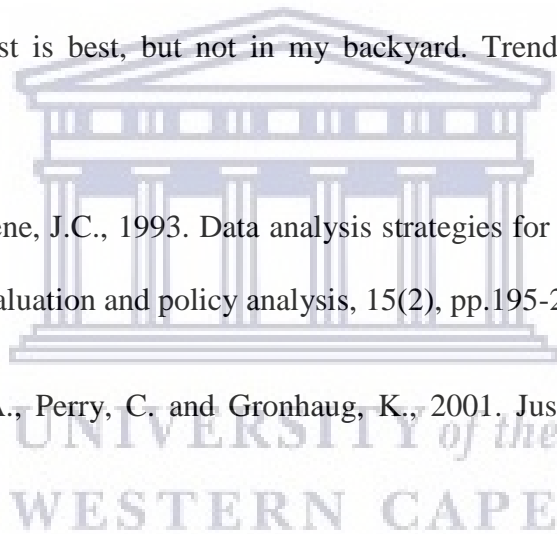 st is best, but not in my backyard. Trend
ene, J.C., 1993. Data analysis strategies for
aluation and policy analysis, 15(2), pp.195-2
A., Perry, C. and Gronhaug, K., 2001. Jus
UNIVERSITY of the
WESTERN CAPE